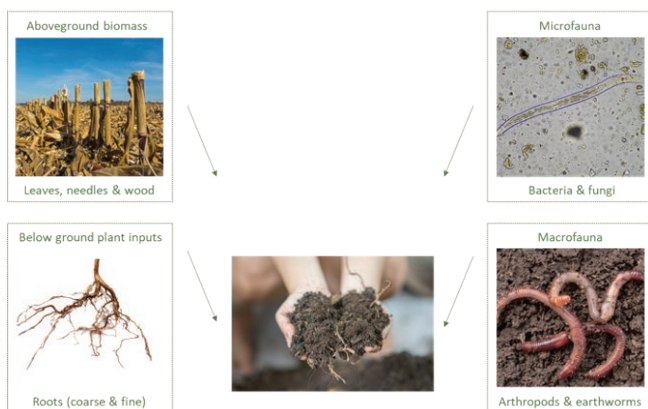 Aboveground biomass
Leaves, needles & wood
Below ground plant inputs
Roots (coarse & fine)
Microfauna
Bacteria & fungi
Macrofauna
Arthropods & earthworms